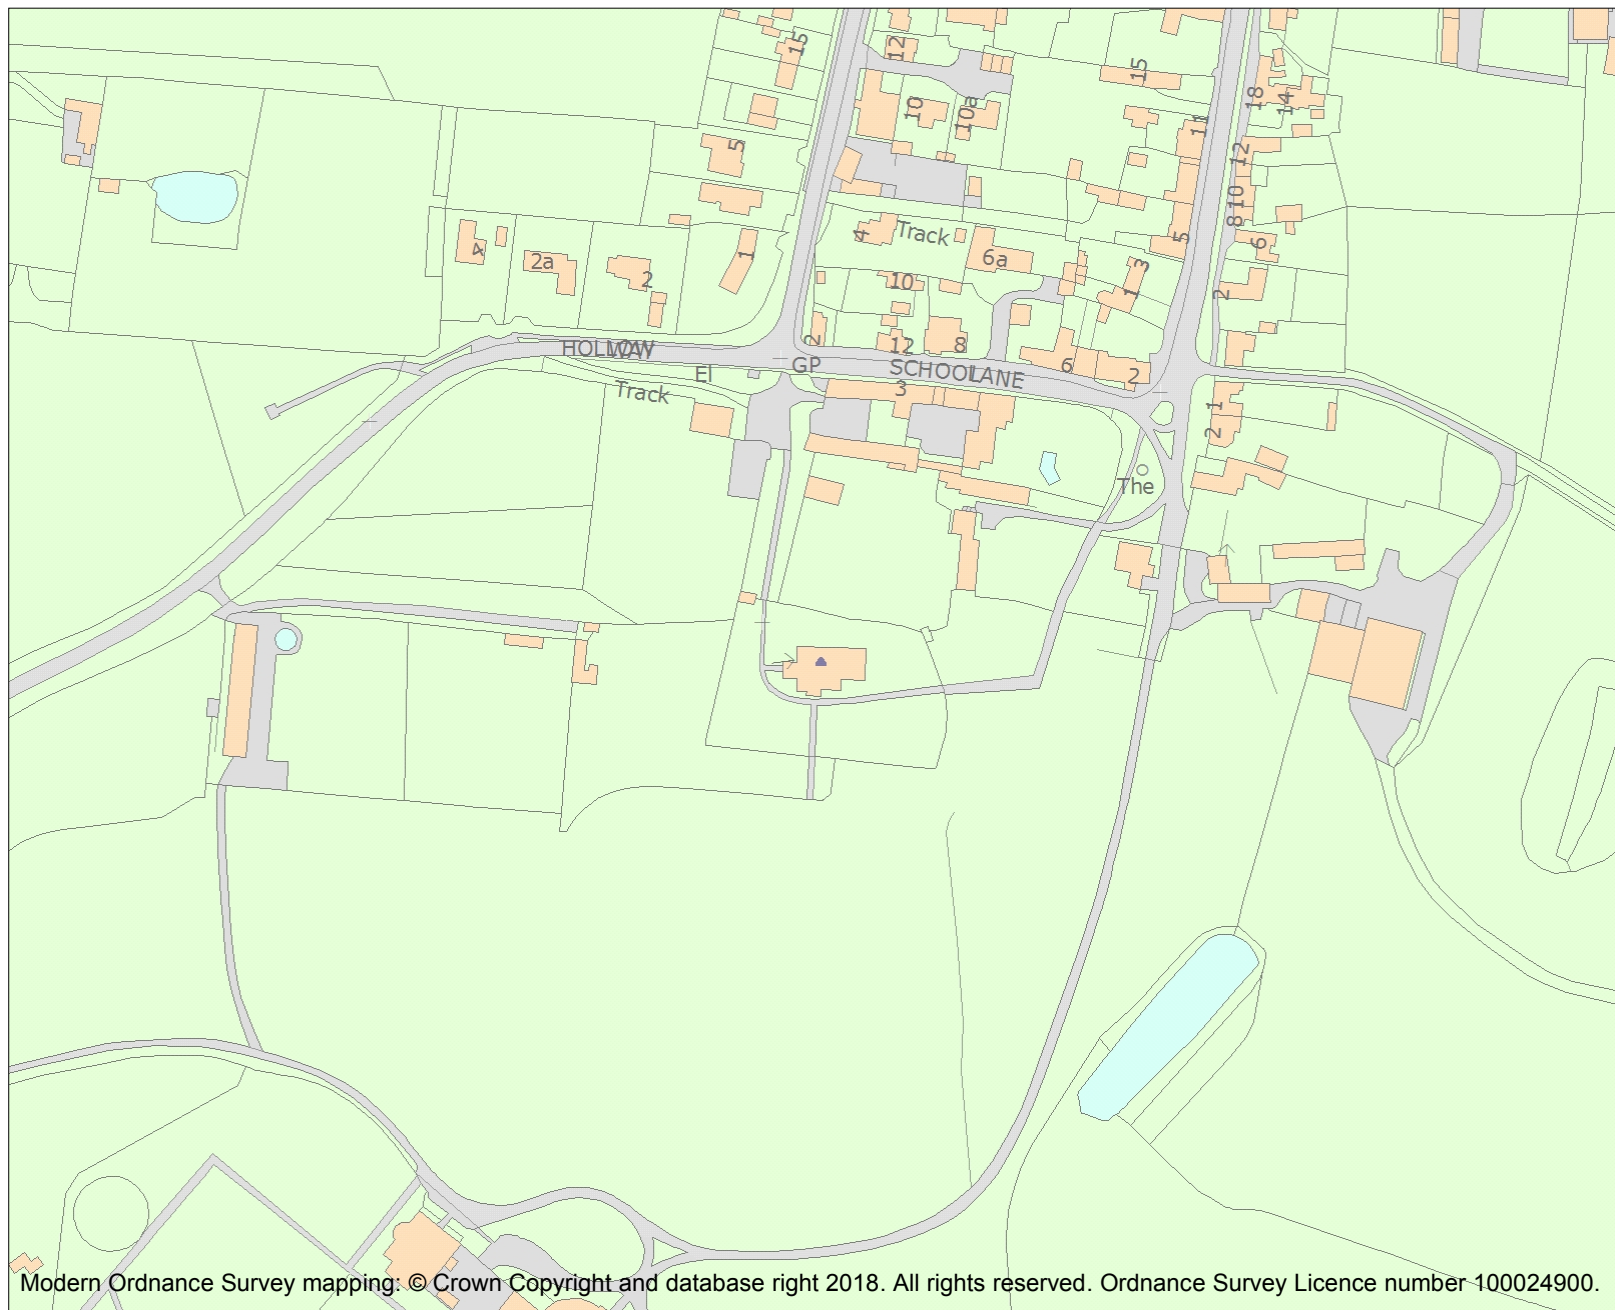 15
12
15
10
10a
18
14
11
5
12
10
8
4
Track
5
6
4
2a
2
1
6a
3
1
10
2
2
HOLLOW WAY
12
8
El
GP
SCHOOL LANE
6
2
Track
3
1
2
The
Modern Ordnance Survey mapping: © Crown Copyright and database right 2018. All rights reserved. Ordnance Survey Licence number 100024900.